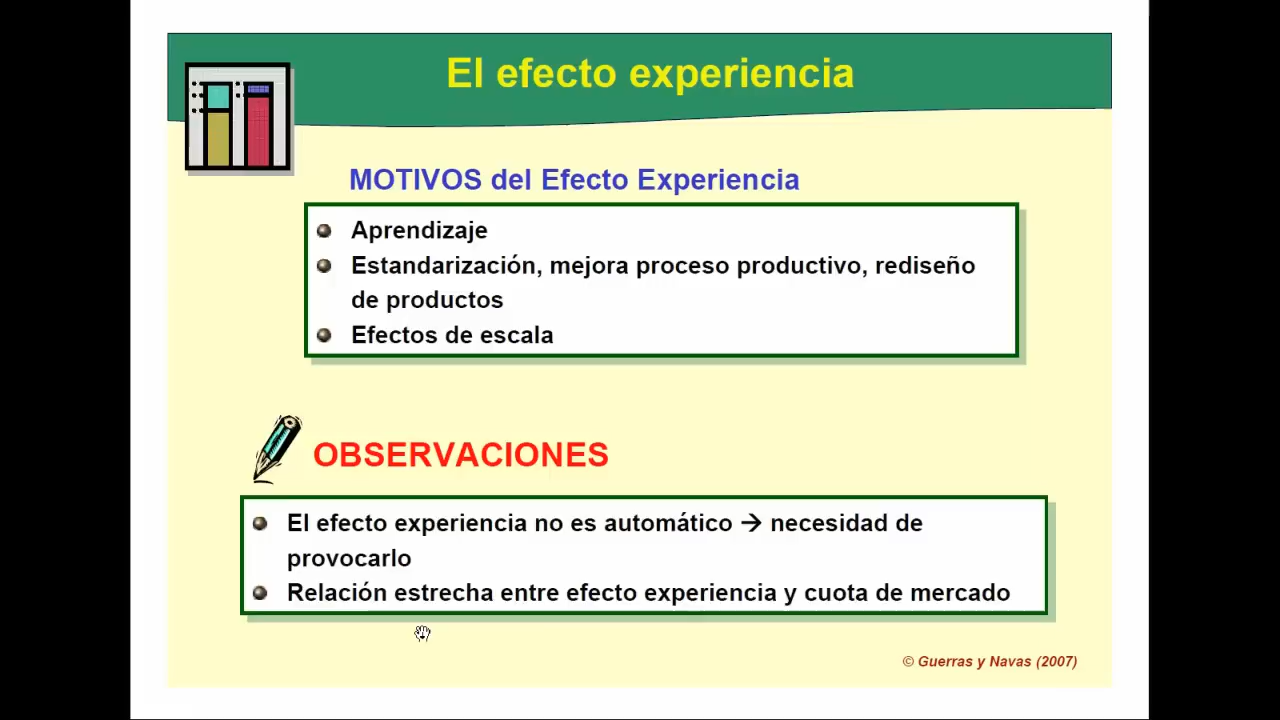 El efecto experiencia
MOTIVOS del Efecto Experiencia
Aprendizaje
Estandarización, mejora proceso productivo, rediseño
de productos
Efectos de escala
OBSERVACIONES
El efecto experiencia no es automático → necesidad de
provocarlo
Relación estrecha entre efecto experiencia y cuota de mercado
© Guerras y Navas (2007)